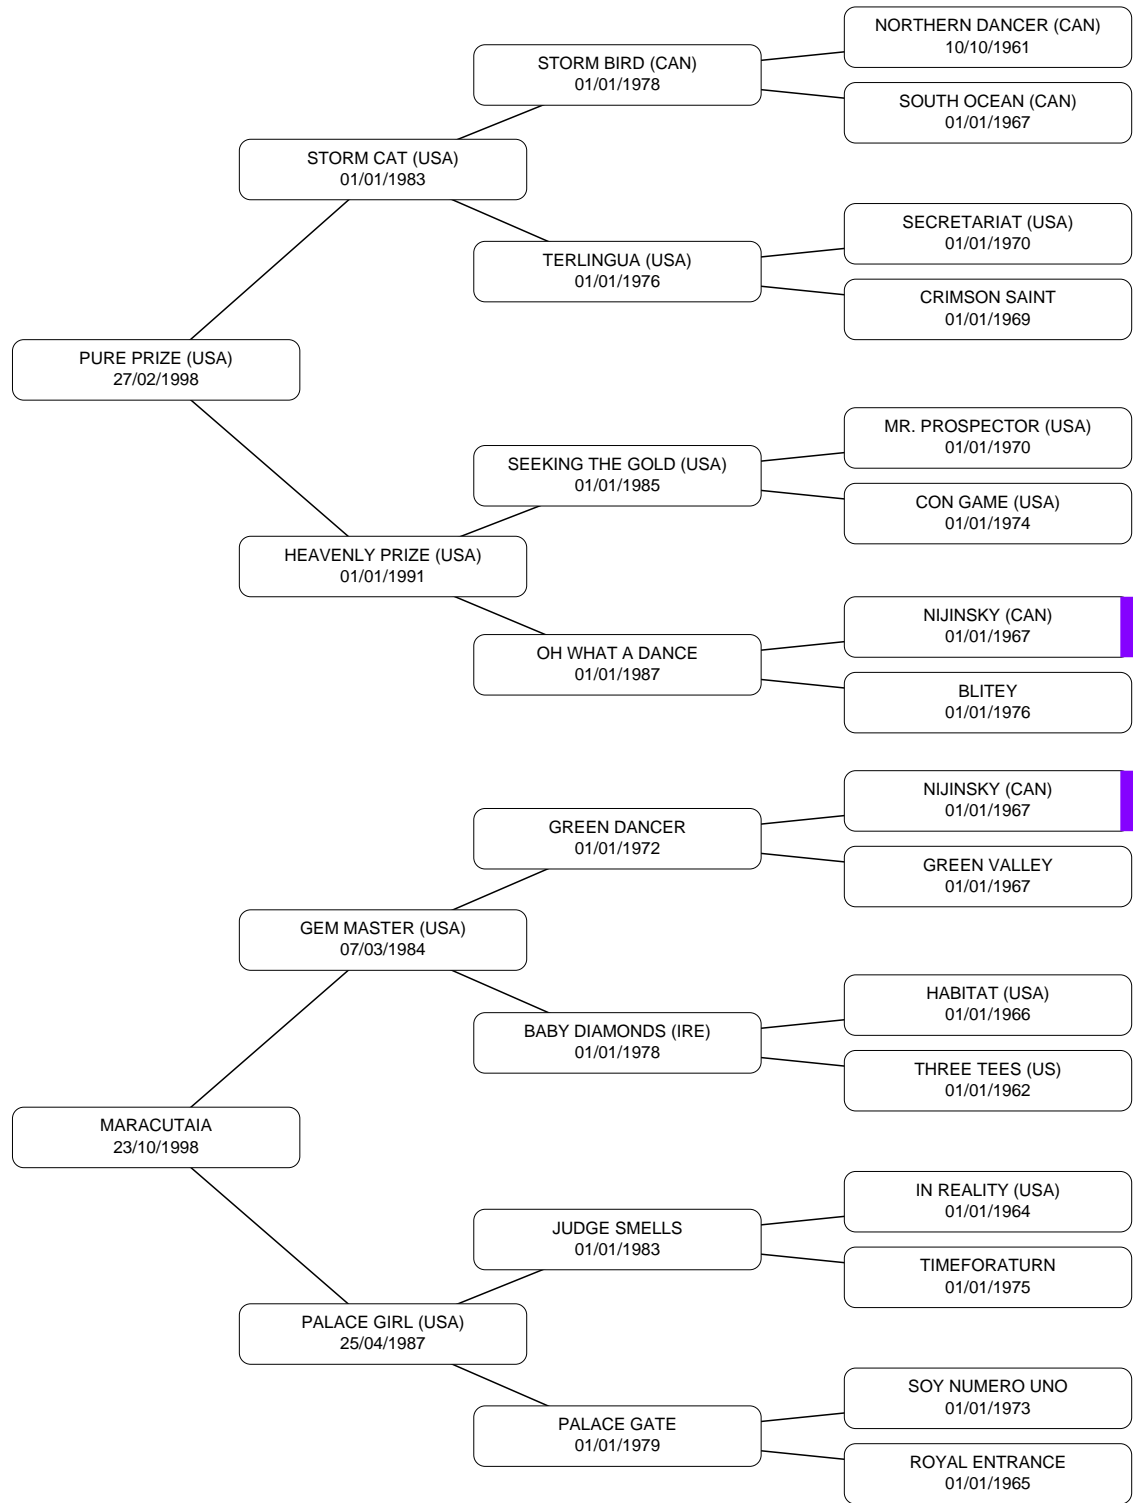 NORTHERN DANCER (CAN)
10/10/1961
STORM BIRD (CAN)
01/01/1978
SOUTH OCEAN (CAN)
01/01/1967
STORM CAT (USA)
01/01/1983
SECRETARIAT (USA)
01/01/1970
TERLINGUA (USA)
01/01/1976
CRIMSON SAINT
01/01/1969
PURE PRIZE (USA)
27/02/1998
MR. PROSPECTOR (USA)
01/01/1970
SEEKING THE GOLD (USA)
01/01/1985
CON GAME (USA)
01/01/1974
HEAVENLY PRIZE (USA)
01/01/1991
NIJINSKY (CAN)
01/01/1967
OH WHAT A DANCE
01/01/1987
BLITEY
01/01/1976
NIJINSKY (CAN)
01/01/1967
GREEN DANCER
01/01/1972
GREEN VALLEY
01/01/1967
GEM MASTER (USA)
07/03/1984
HABITAT (USA)
01/01/1966
BABY DIAMONDS (IRE)
01/01/1978
THREE TEES (US)
01/01/1962
MARACUTAIA
23/10/1998
IN REALITY (USA)
01/01/1964
JUDGE SMELLS
01/01/1983
TIMEFORATURN
01/01/1975
PALACE GIRL (USA)
25/04/1987
SOY NUMERO UNO
01/01/1973
PALACE GATE
01/01/1979
ROYAL ENTRANCE
01/01/1965